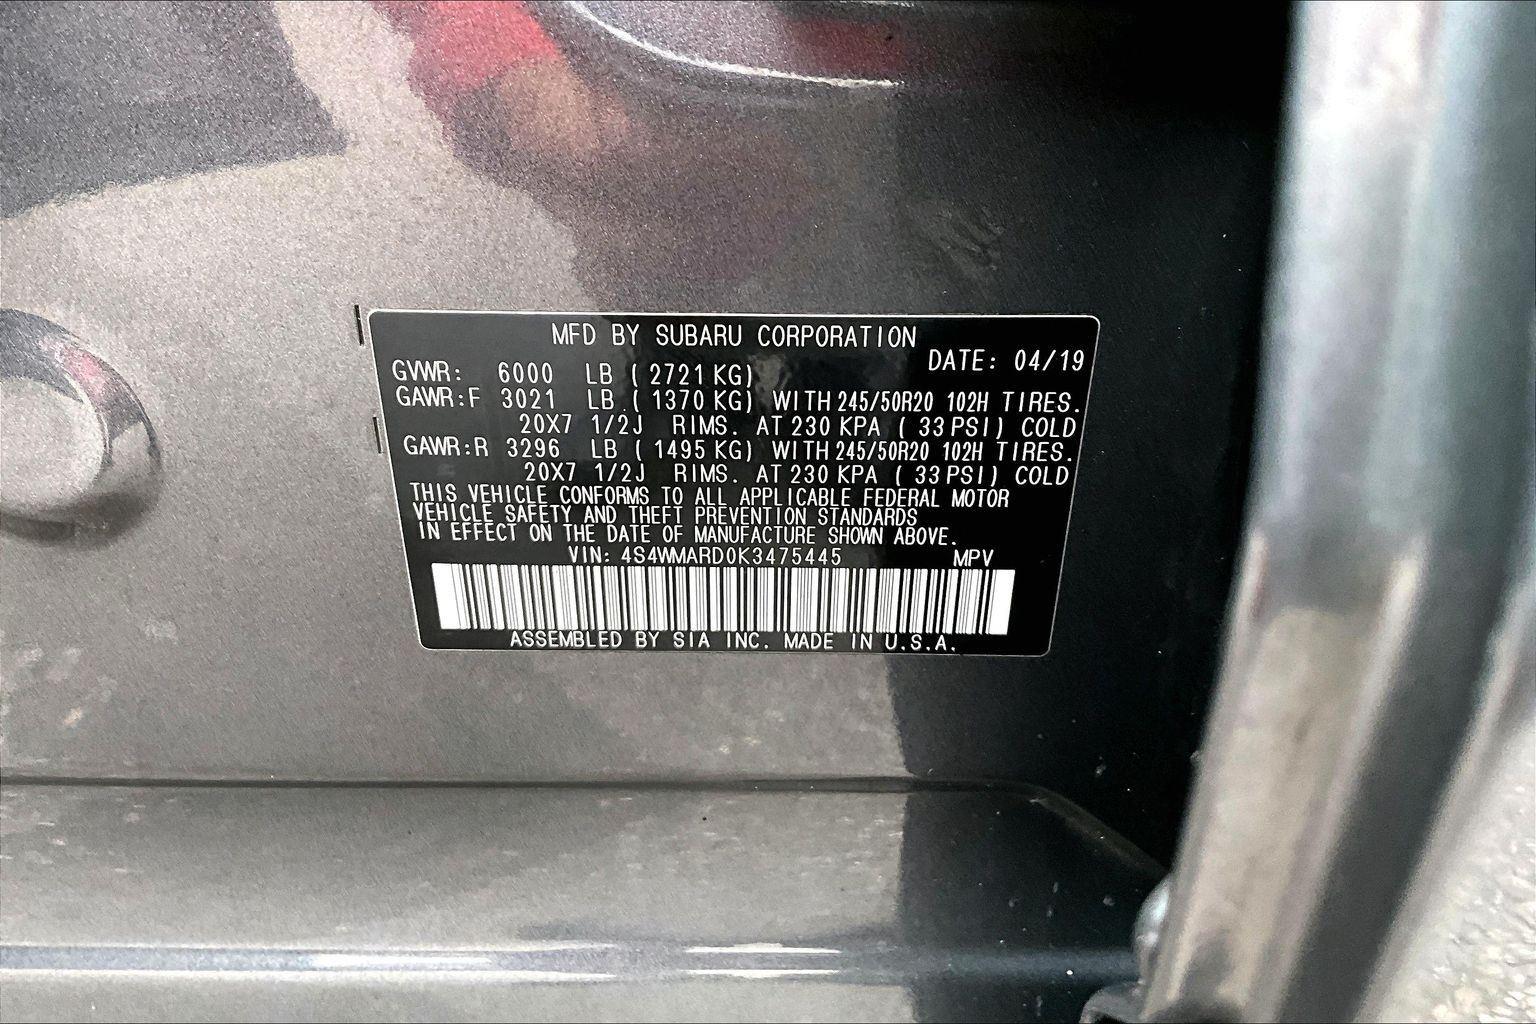 MFD BY SUBARU CORPORATION
DATE: 04/19
GVWR: 6000 LB ( 2721 KG)
GAWR:F 3021 LB ( 1370 KG) WITH 245/50R20 102H TIRES.
20X7 1/2J RIMS. AT 230 KPA ( 33 PSI) COLD
GAWR:R 3296 LB ( 1495 KG) WITH 245/50R20 102H TIRES.
20X7 1/2J RIMS. AT 230 KPA ( 33 PSI) COLD
THIS VEHICLE CONFORMS TO ALL APPLICABLE FEDERAL MOTOR
VEHICLE SAFETY AND THEFT PREVENTION STANDARDS
IN EFFECT ON THE DATE OF MANUFACTURE SHOWN ABOVE.
VIN: 4S4WMARD0K3475445 MPV
ASSEMBLED BY SIA INC. MADE IN U.S.A.